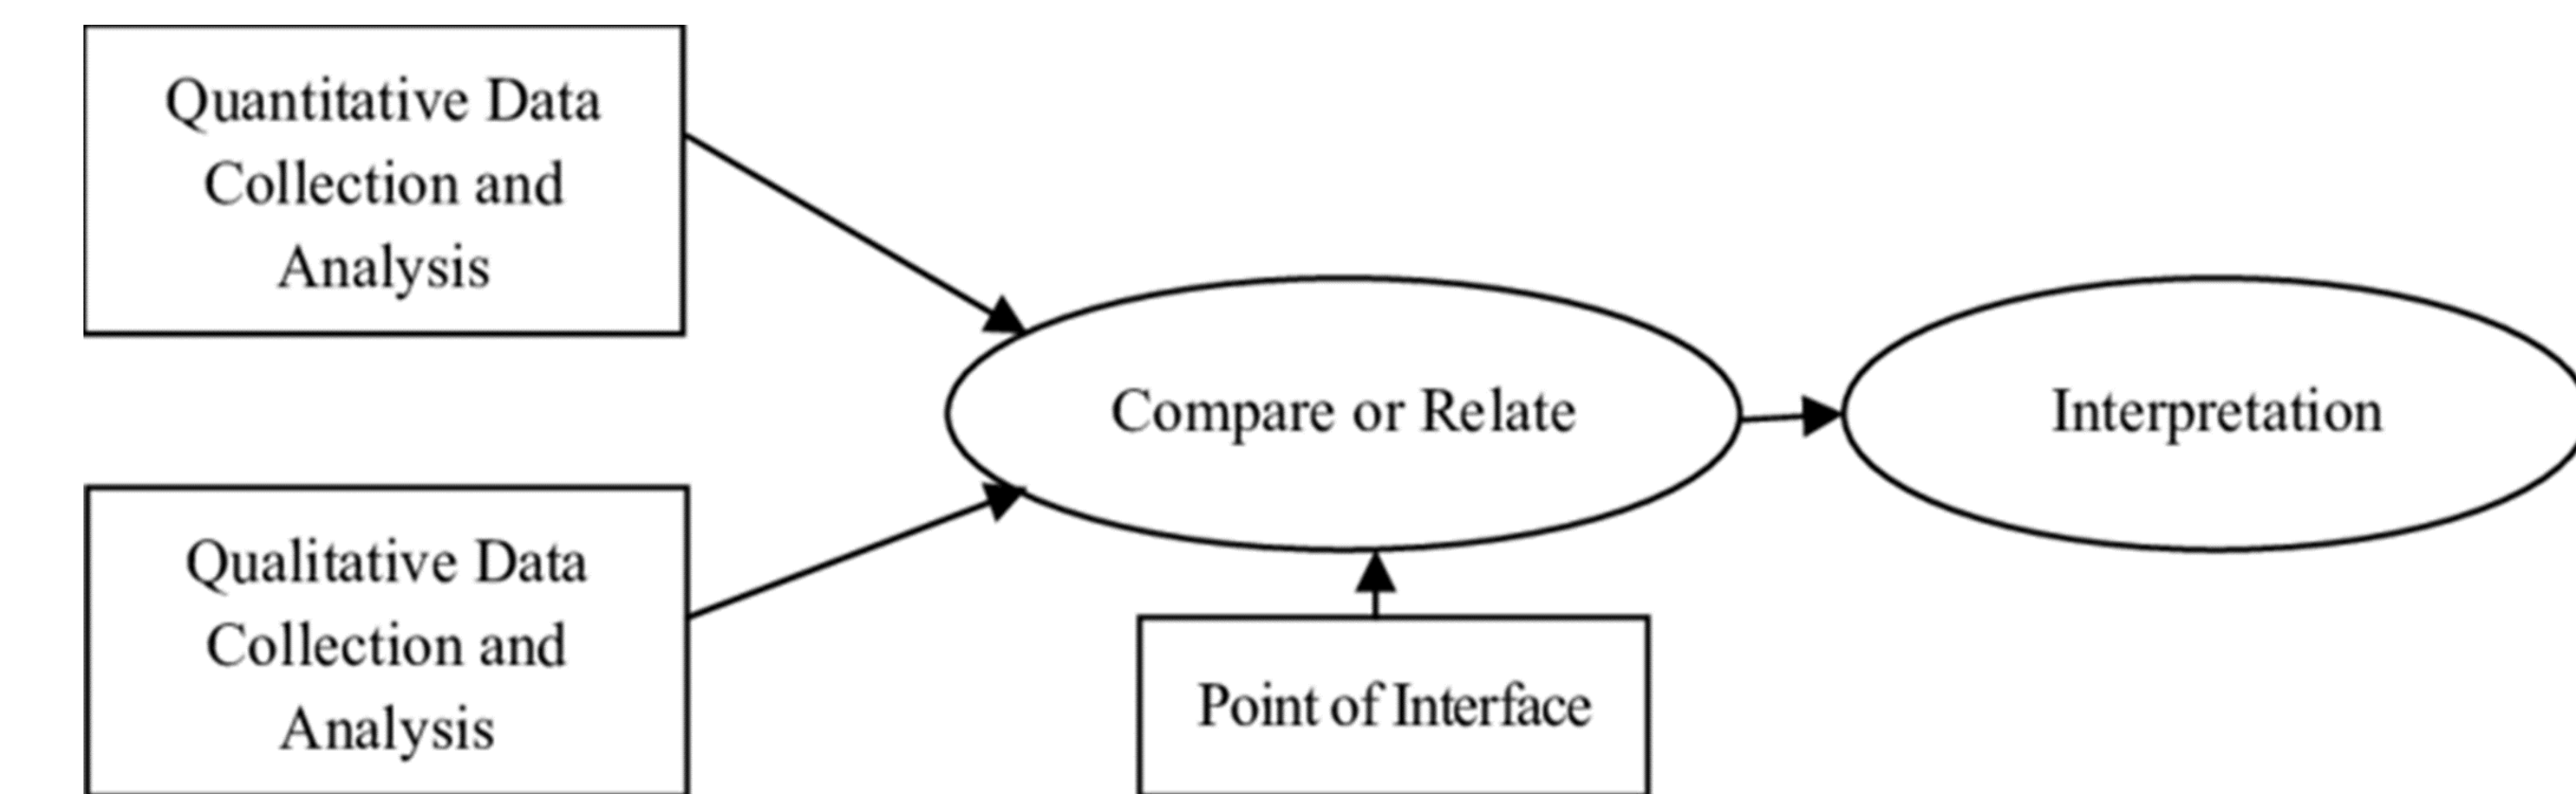 Quantitative Data
Collection and
Analysis
Compare or Relate
Interpretation
Qualitative Data
Collection and
Analysis
Point of Interface